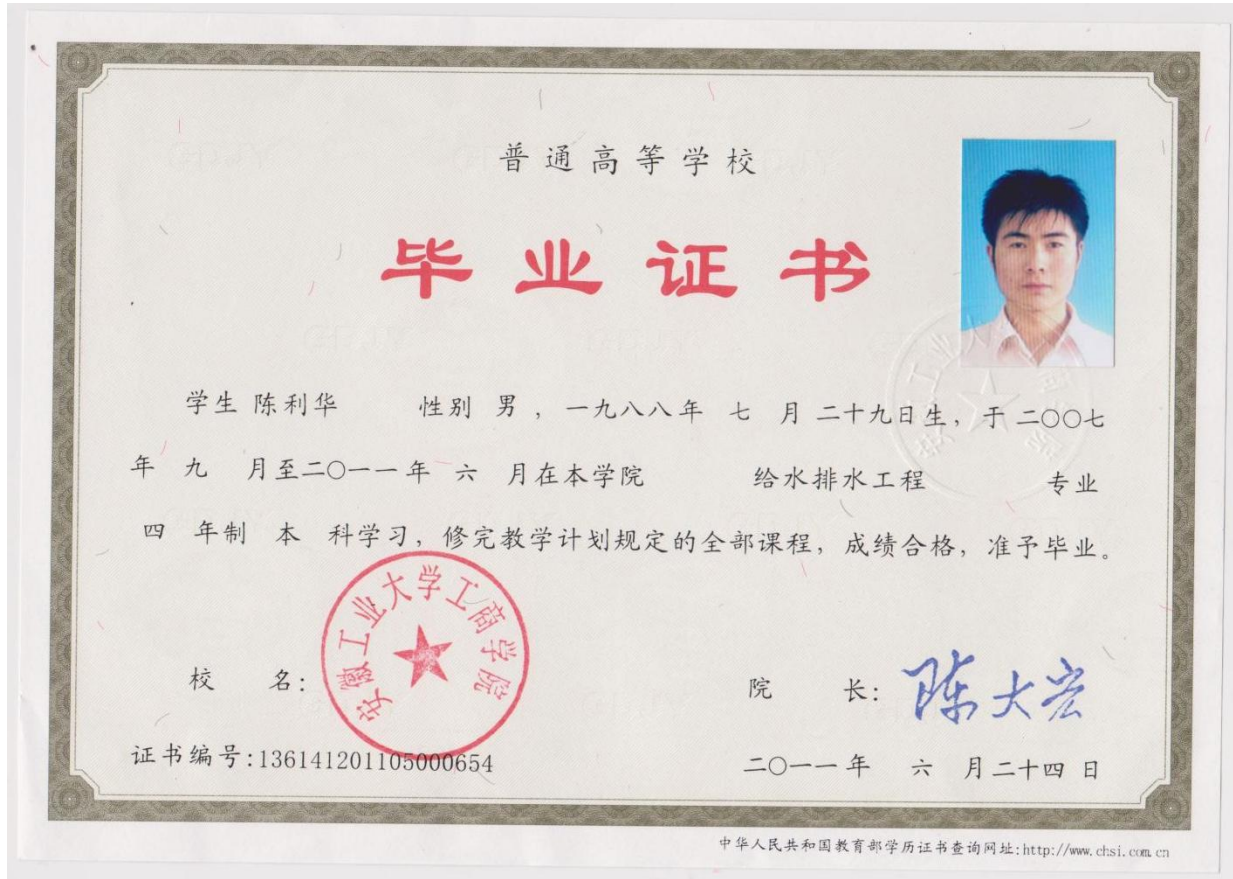 普通高等学校
毕业证书
学生 陈利华 性别 男 ，一九八八年 七 月 二十九日生，于 二〇〇七
年 九 月至二〇一一年 六 月在本学院 给水排水工程 专业
四 年制 本 科学习，修完教学计划规定的全部课程，成绩合格，准予毕业。
安徽工业大学工商学院
校 名：
院 长：陈大宏
证书编号:136141201105000654
二〇一一年 六 月二十四日
中华人民共和国教育部学历证书查询网址:http://www.chsi.com.cn